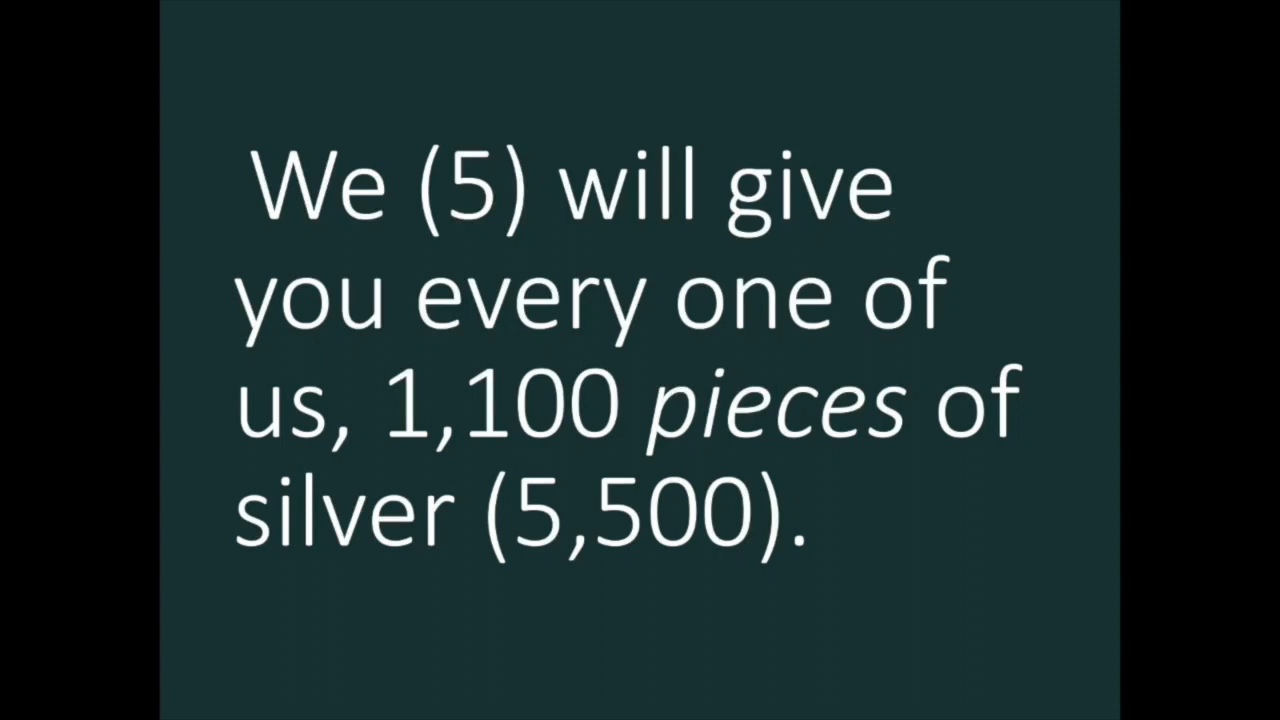 We (5) will give
you every one of
us, 1,100 pieces of
silver (5,500).